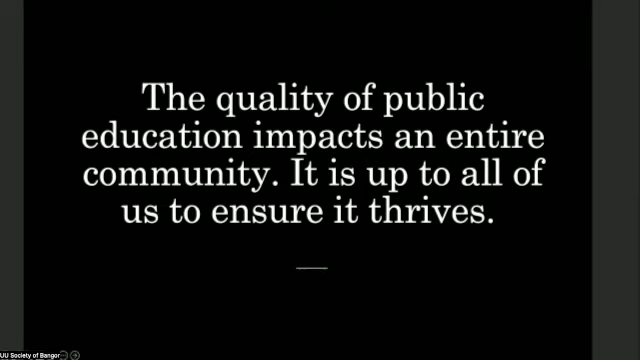 The quality of public
education impacts an entire
community. It is up to all of
us to ensure it thrives.
UU Society of Bangor